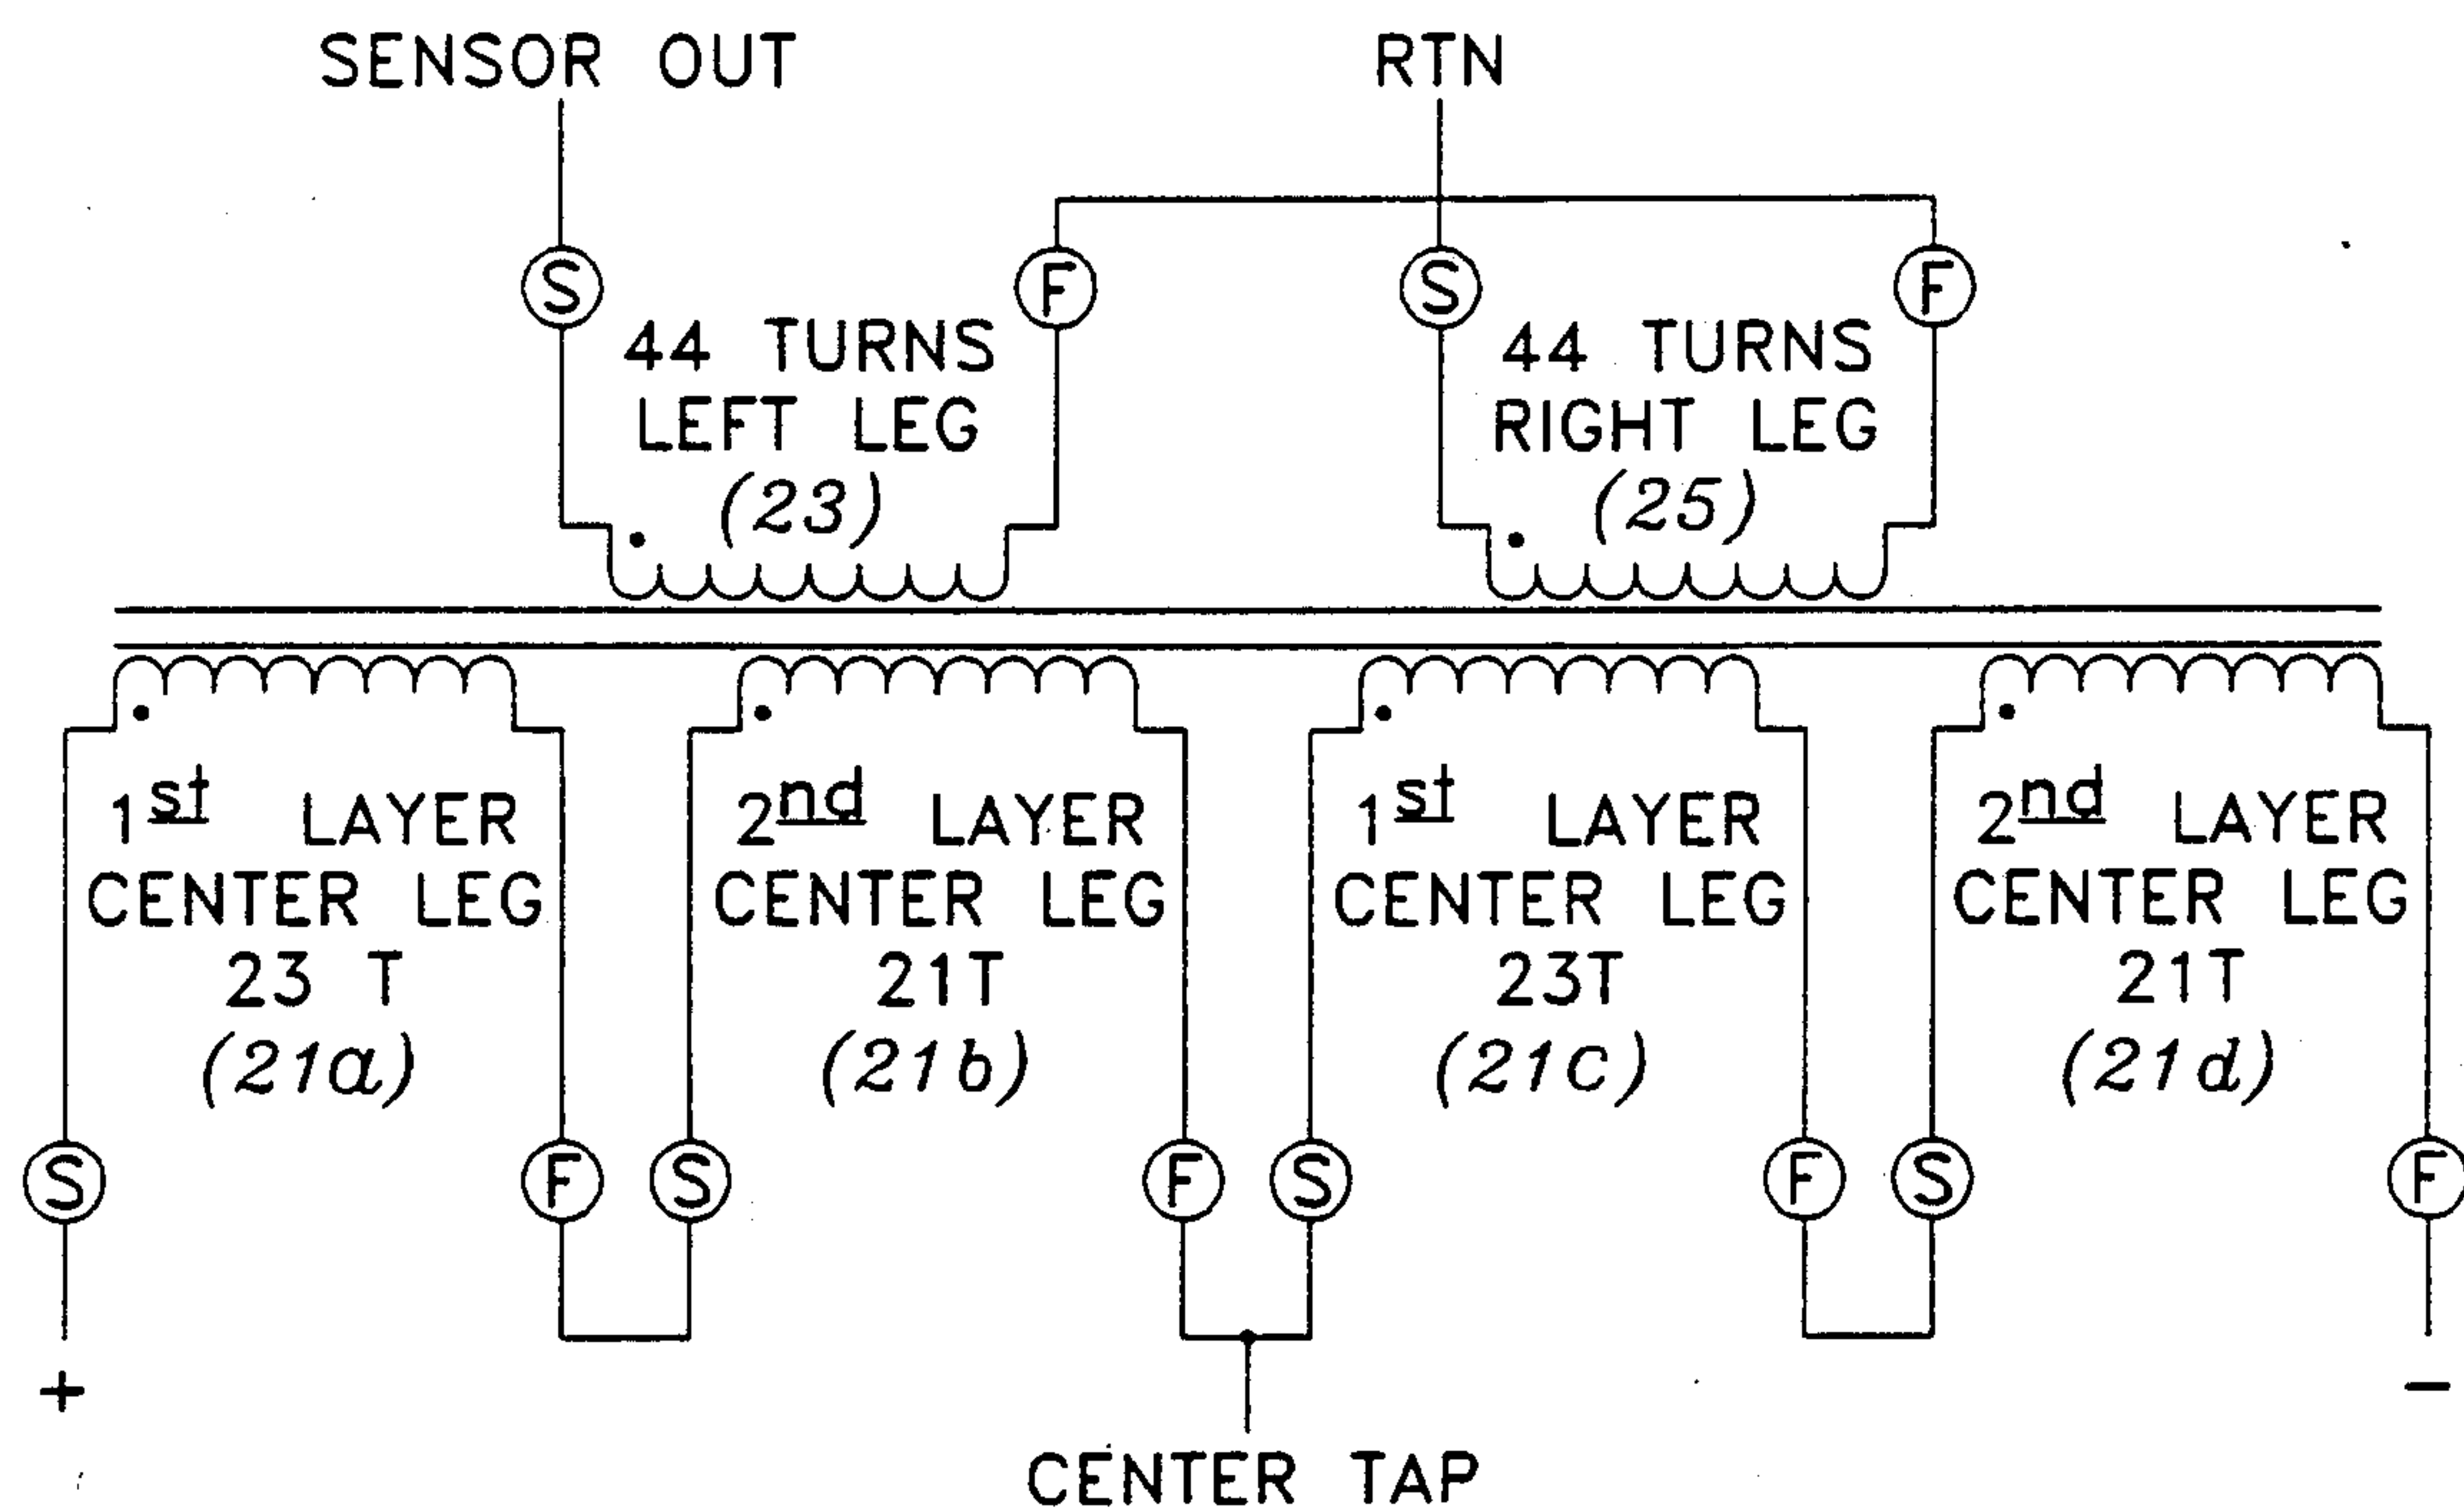 SENSOR OUT
RTN
S
F
S
F
44 TURNS
LEFT LEG
(23)
44 TURNS
RIGHT LEG
(25)
1st LAYER
CENTER LEG
23 T
(21a)
2nd LAYER
CENTER LEG
21T
(21b)
1st LAYER
CENTER LEG
23T
(21c)
2nd LAYER
CENTER LEG
21T
(21d)
S
F
S
F
S
F
S
F
+
−
CENTER TAP